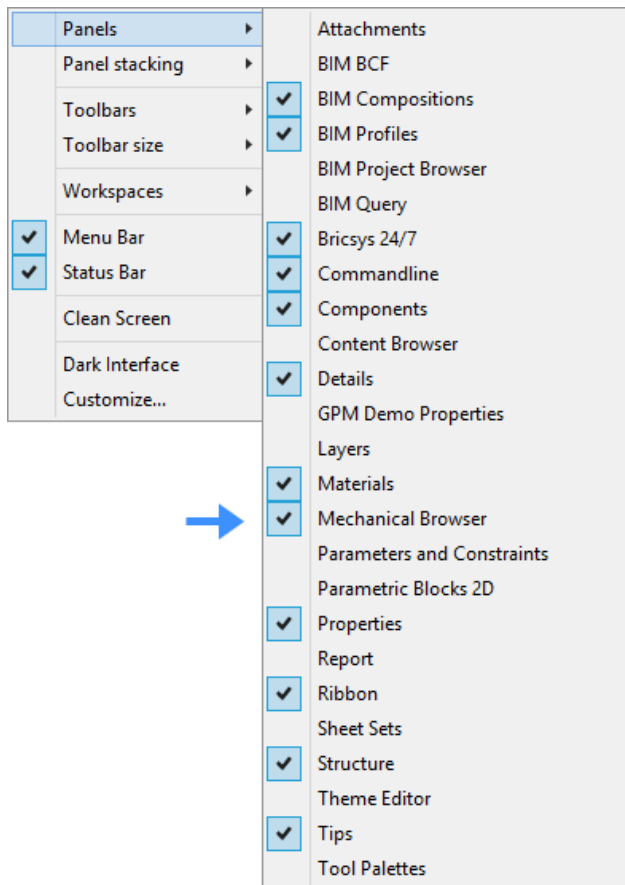 Panels
Panel stacking
Toolbars
Toolbar size
Workspaces
Menu Bar
Status Bar
Clean Screen
Dark Interface
Customize...
Attachments
BIM BCF
BIM Compositions
BIM Profiles
BIM Project Browser
BIM Query
Bricsys 24/7
Commandline
Components
Content Browser
Details
GPM Demo Properties
Layers
Materials
Mechanical Browser
Parameters and Constraints
Parametric Blocks 2D
Properties
Report
Ribbon
Sheet Sets
Structure
Theme Editor
Tips
Tool Palettes